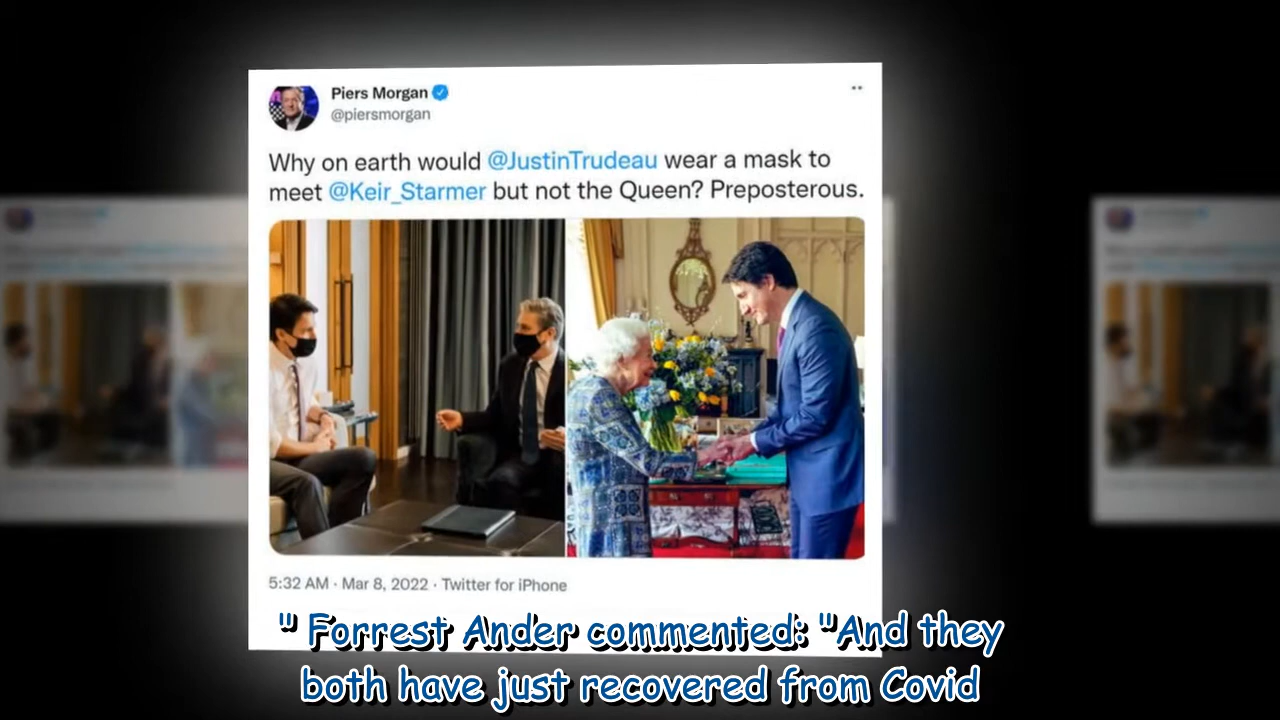 Piers Morgan
@piersmorgan
Why on earth would @JustinTrudeau wear a mask to
meet @Keir_Starmer but not the Queen? Preposterous.
5:32 AM · Mar 8, 2022 · Twitter for iPhone
" Forrest Ander commented: "And they
both have just recovered from Covid